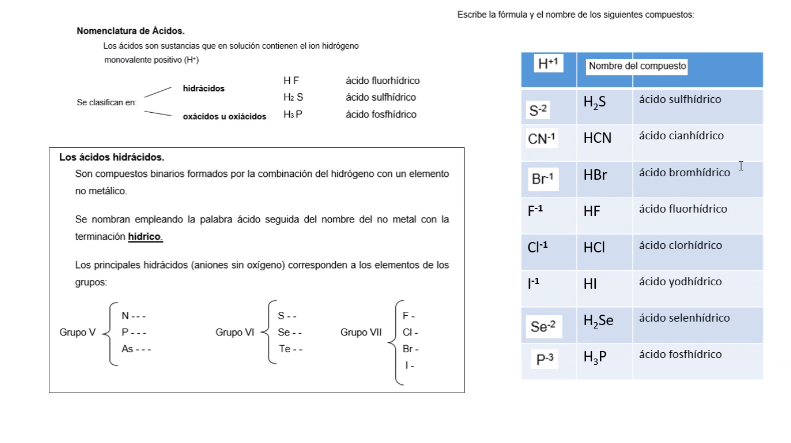 Nomenclatura de Ácidos.
Los ácidos son sustancias que en solución contienen el ion hidrógeno
monovalente positivo (H⁺)
Se clasifican en:
hidrácidos
oxácidos u oxiácidos
H F ácido fluorhídrico
H₂ S ácido sulfhídrico
H₃ P ácido fosfhídrico
Los ácidos hidrácidos.
Son compuestos binarios formados por la combinación del hidrógeno con un elemento
no metálico.
Se nombran empleando la palabra ácido seguida del nombre del no metal con la
terminación hídrico.
Los principales hidrácidos (aniones sin oxígeno) corresponden a los elementos de los
grupos:
Grupo V
N - - -
P - - -
As - - -
Grupo VI
S - -
Se - -
Te - -
Grupo VII
F -
Cl -
Br -
I -
Escribe la fórmula y el nombre de los siguientes compuestos:
H⁺¹ Nombre del compuesto
S⁻² H₂S ácido sulfhídrico
CN⁻¹ HCN ácido cianhídrico
Br⁻¹ HBr ácido bromhídrico
F⁻¹ HF ácido fluorhídrico
Cl⁻¹ HCl ácido clorhídrico
I⁻¹ HI ácido yodhídrico
Se⁻² H₂Se ácido selenhídrico
P⁻³ H₃P ácido fosfhídrico